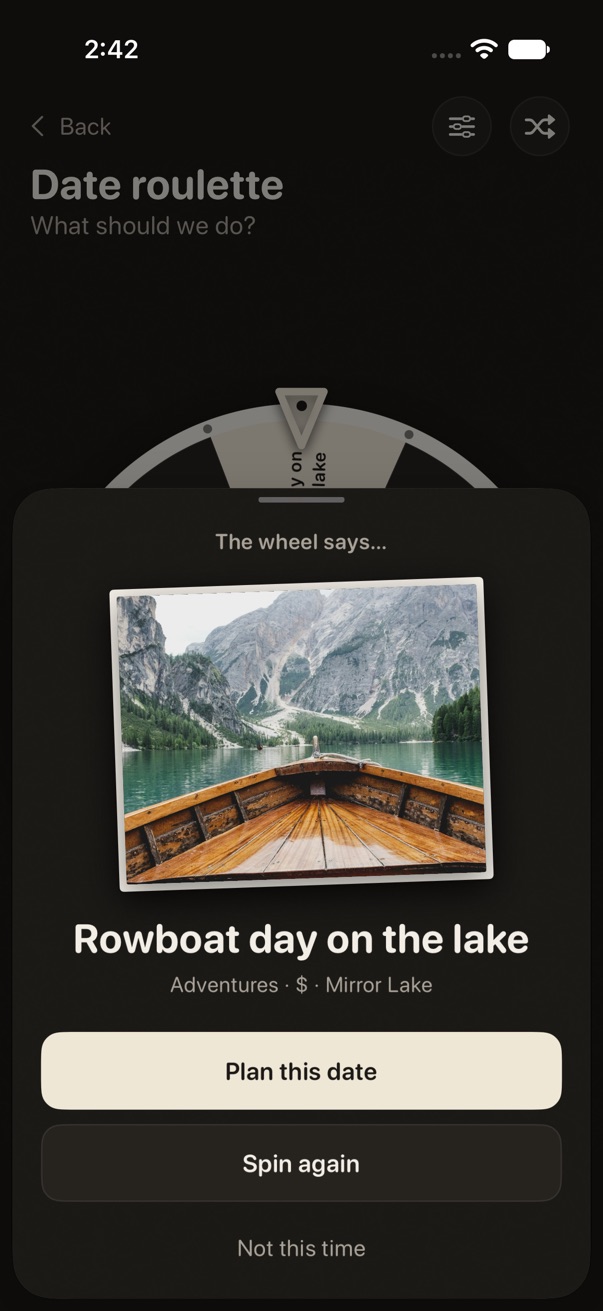 2:42
Back
Date roulette
What should we do?
y on
lake
The wheel says...
Rowboat day on the lake
Adventures · $ · Mirror Lake
Plan this date
Spin again
Not this time